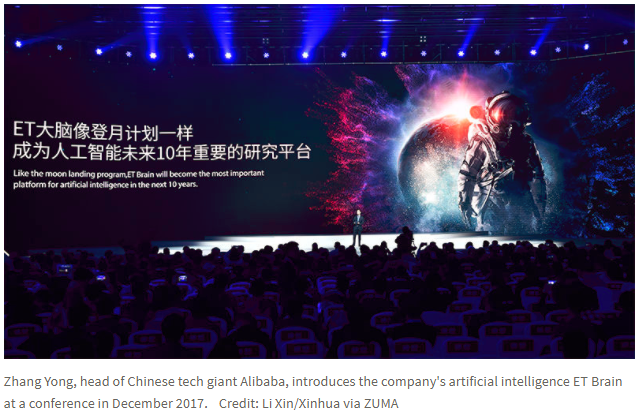 ET大脑像登月计划一样
成为人工智能未来10年重要的研究平台
Like the moon landing program,ET Brain will become the most important
platform for artificial intelligence in the next 10 years.
Zhang Yong, head of Chinese tech giant Alibaba, introduces the company's artificial intelligence ET Brain
at a conference in December 2017. Credit: Li Xin/Xinhua via ZUMA